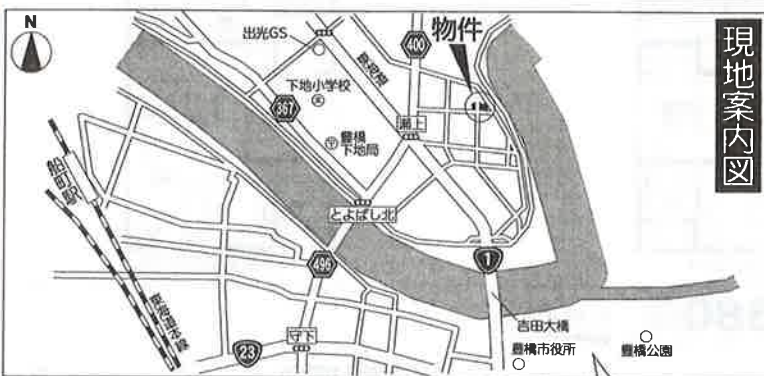 N
出光GS
400
物件
現地案内図
下地小学校
文
367
瀬上
豊橋
下地局
船町駅
とよばし北
496
1
吉田大橋
守下
23
豊橋市役所
豊橋公園